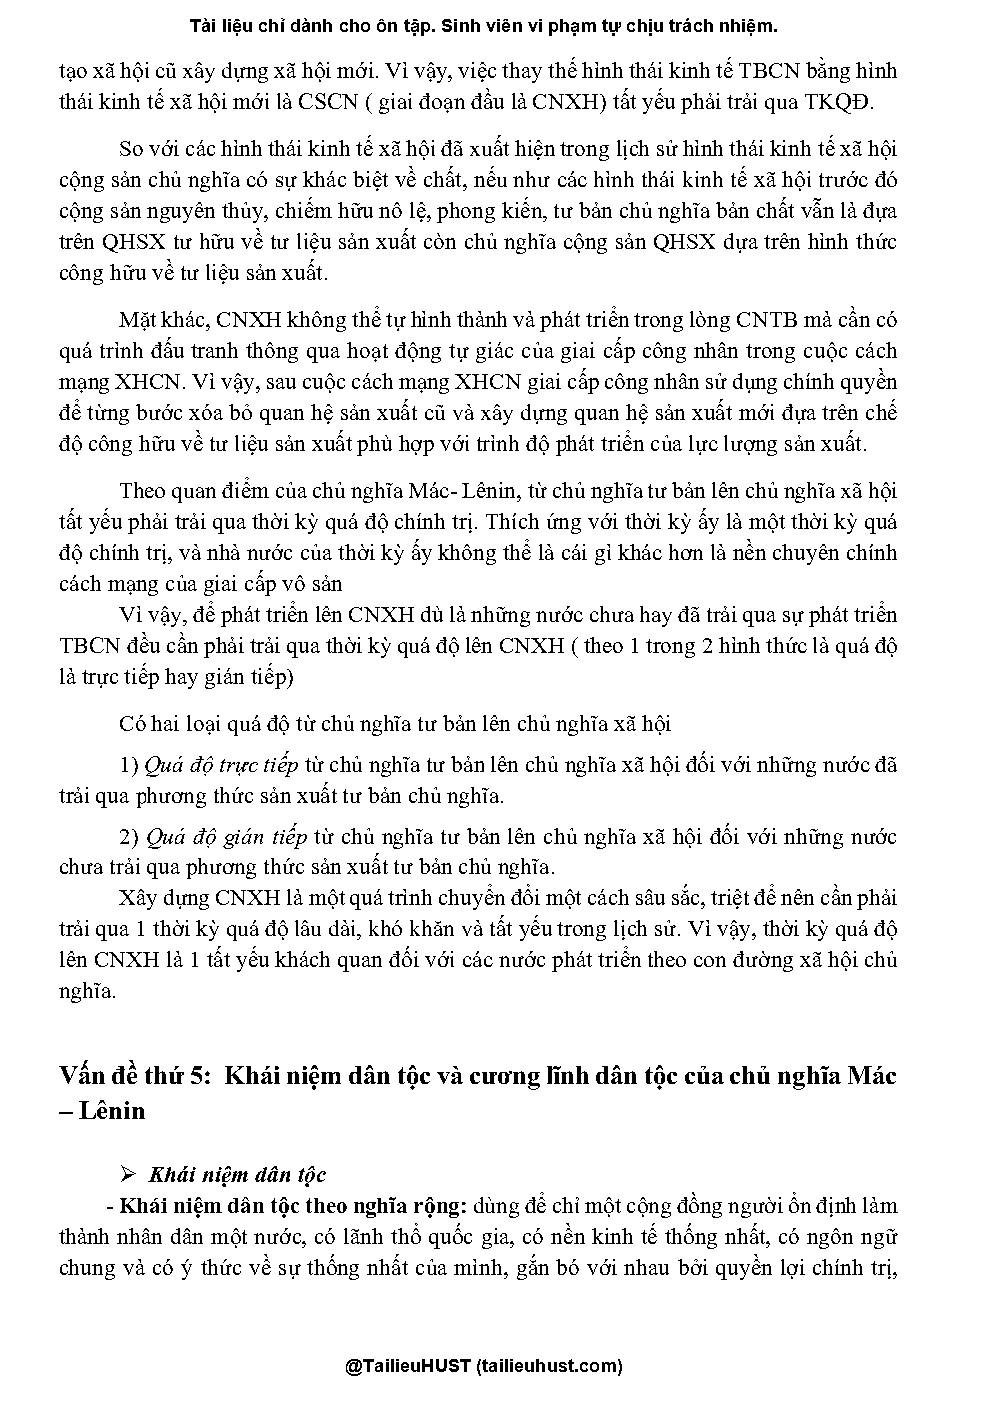 Tài liệu chỉ dành cho ôn tập. Sinh viên vi phạm tự chịu trách nhiệm.
tạo xã hội cũ xây dựng xã hội mới. Vì vậy, việc thay thế hình thái kinh tế TBCN bằng hình
thái kinh tế xã hội mới là CSCN ( giai đoạn đầu là CNXH) tất yếu phải trải qua TKQĐ.
So với các hình thái kinh tế xã hội đã xuất hiện trong lịch sử hình thái kinh tế xã hội
cộng sản chủ nghĩa có sự khác biệt về chất, nếu như các hình thái kinh tế xã hội trước đó
cộng sản nguyên thủy, chiếm hữu nô lệ, phong kiến, tư bản chủ nghĩa bản chất vẫn là đựa
trên QHSX tư hữu về tư liệu sản xuất còn chủ nghĩa cộng sản QHSX dựa trên hình thức
công hữu về tư liệu sản xuất.
Mặt khác, CNXH không thể tự hình thành và phát triển trong lòng CNTB mà cần có
quá trình đấu tranh thông qua hoạt động tự giác của giai cấp công nhân trong cuộc cách
mạng XHCN. Vì vậy, sau cuộc cách mạng XHCN giai cấp công nhân sử dụng chính quyền
để từng bước xóa bỏ quan hệ sản xuất cũ và xây dựng quan hệ sản xuất mới đựa trên chế
độ công hữu về tư liệu sản xuất phù hợp với trình độ phát triển của lực lượng sản xuất.
Theo quan điểm của chủ nghĩa Mác- Lênin, từ chủ nghĩa tư bản lên chủ nghĩa xã hội
tất yếu phải trải qua thời kỳ quá độ chính trị. Thích ứng với thời kỳ ấy là một thời kỳ quá
độ chính trị, và nhà nước của thời kỳ ấy không thể là cái gì khác hơn là nền chuyên chính
cách mạng của giai cấp vô sản
Vì vậy, để phát triển lên CNXH dù là những nước chưa hay đã trải qua sự phát triển
TBCN đều cần phải trải qua thời kỳ quá độ lên CNXH ( theo 1 trong 2 hình thức là quá độ
là trực tiếp hay gián tiếp)
Có hai loại quá độ từ chủ nghĩa tư bản lên chủ nghĩa xã hội
1) Quá độ trực tiếp từ chủ nghĩa tư bản lên chủ nghĩa xã hội đối với những nước đã
trải qua phương thức sản xuất tư bản chủ nghĩa.
2) Quá độ gián tiếp từ chủ nghĩa tư bản lên chủ nghĩa xã hội đối với những nước
chưa trải qua phương thức sản xuất tư bản chủ nghĩa.
Xây dựng CNXH là một quá trình chuyển đổi một cách sâu sắc, triệt để nên cần phải
trải qua 1 thời kỳ quá độ lâu dài, khó khăn và tất yếu trong lịch sử. Vì vậy, thời kỳ quá độ
lên CNXH là 1 tất yếu khách quan đối với các nước phát triển theo con đường xã hội chủ
nghĩa.
Vấn đề thứ 5: Khái niệm dân tộc và cương lĩnh dân tộc của chủ nghĩa Mác
– Lênin
➢ Khái niệm dân tộc
- Khái niệm dân tộc theo nghĩa rộng: dùng để chỉ một cộng đồng người ổn định làm
thành nhân dân một nước, có lãnh thổ quốc gia, có nền kinh tế thống nhất, có ngôn ngữ
chung và có ý thức về sự thống nhất của mình, gắn bó với nhau bởi quyền lợi chính trị,
@TailieuHUST (tailieuhust.com)